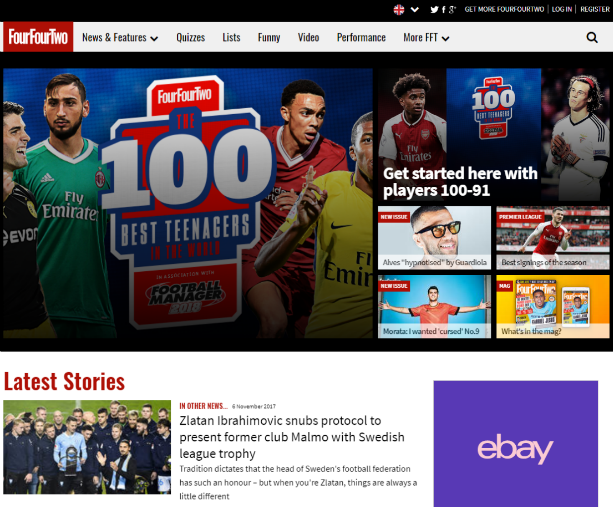 GET MORE FOURFOURTWO | LOG IN | REGISTER
FourFourTwo
News & Features
Quizzes
Lists
Funny
Video
Performance
More FFT
FourFourTwo
THE
100
BEST TEENAGERS
IN THE WORLD
IN ASSOCIATION WITH
FOOTBALL
MANAGER
2018
Fly
Emirates
Fly
Emirates
FourFourTwo
100
BEST TEENAGERS
Get started here with
players 100-91
NEW ISSUE
Alves "hypnotised" by Guardiola
PREMIER LEAGUE
Best signings of the season
NEW ISSUE
Morata: I wanted 'cursed' No.9
MAG
What's in the mag?
Latest Stories
IN OTHER NEWS... 6 November 2017
Zlatan Ibrahimovic snubs protocol to
present former club Malmo with Swedish
league trophy
Tradition dictates that the head of Sweden's football federation
has such an honour – but when you're Zlatan, things are always a
little different
ebay